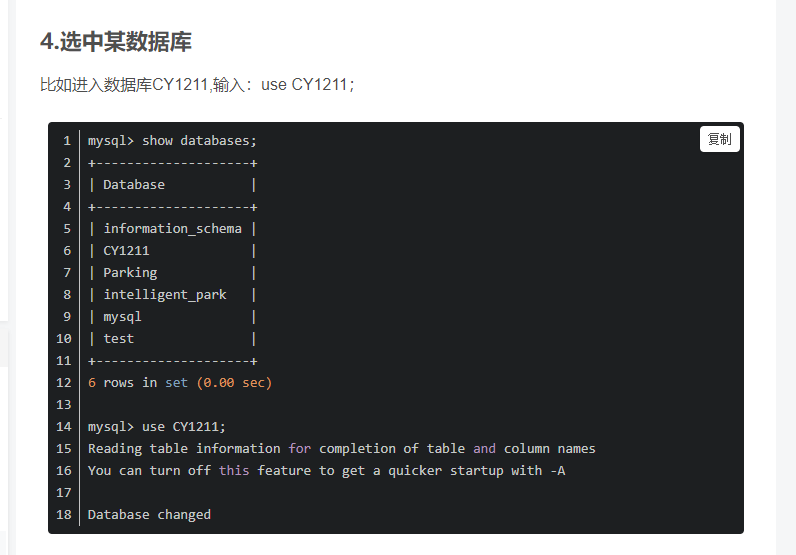 4.选中某数据库
比如进入数据库CY1211,输入：use CY1211；
复制
1 mysql> show databases;
2 +--------------------+
3 | Database           |
4 +--------------------+
5 | information_schema |
6 | CY1211             |
7 | Parking            |
8 | intelligent_park   |
9 | mysql              |
10 | test               |
11 +--------------------+
12 6 rows in set (0.00 sec)
13
14 mysql> use CY1211;
15 Reading table information for completion of table and column names
16 You can turn off this feature to get a quicker startup with -A
17
18 Database changed